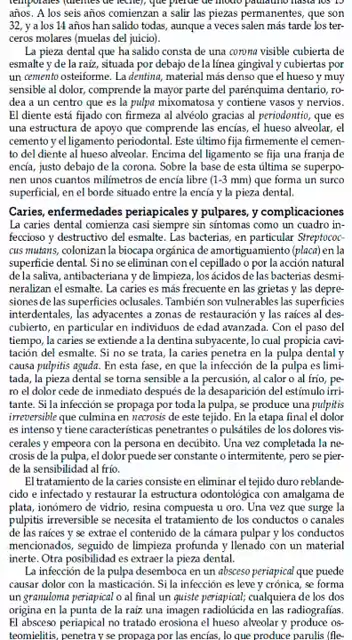 temporales (dientes de leche), que pierde de modo paulatino hasta los 13
años. A los seis años comienzan a salir las piezas permanentes, que son
32, y a los 14 años han salido todas, aunque a veces salen más tarde los ter-
ceros molares (muelas del juicio).
La pieza dental que ha salido consta de una corona visible cubierta de
esmalte y de la raíz, situada por debajo de la línea gingival y cubiertas por
un cemento osteiforme. La dentina, material más denso que el hueso y muy
sensible al dolor, comprende la mayor parte del parénquima dentario, ro-
dea a un centro que es la pulpa mixomatosa y contiene vasos y nervios.
El diente está fijado con firmeza al alvéolo gracias al periodontio, que es
una estructura de apoyo que comprende las encías, el hueso alveolar, el
cemento y el ligamento periodontal. Este último fija firmemente el cemen-
to del diente al hueso alveolar. Encima del ligamento se fija una franja de
encía, justo debajo de la corona. Sobre la base de esta última se superpo-
nen unos cuantos milímetros de encía libre (1-3 mm) que forma un surco
superficial, en el borde situado entre la encía y la pieza dental.
Caries, enfermedades periapicales y pulpares, y complicaciones
La caries dental comienza casi siempre sin síntomas como un cuadro in-
feccioso y destructivo del esmalte. Las bacterias, en particular Streptococ-
cus mutans, colonizan la biocapa orgánica de amortiguamiento (placa) en la
superficie dental. Si no se eliminan con el cepillado o por la acción natural
de la saliva, antibacteriana y de limpieza, los ácidos de las bacterias desmi-
neralizan el esmalte. La caries es más frecuente en las grietas y las depre-
siones de las superficies oclusales. También son vulnerables las superficies
interdentales, las adyacentes a zonas de restauración y las raíces al des-
cubierto, en particular en individuos de edad avanzada. Con el paso del
tiempo, la caries se extiende a la dentina subyacente, lo cual propicia cavi-
tación del esmalte. Si no se trata, la caries penetra en la pulpa dental y
causa pulpitis aguda. En esta fase, en que la infección de la pulpa es limi-
tada, la pieza dental se torna sensible a la percusión, al calor o al frío, pe-
ro el dolor cede de inmediato después de la desaparición del estímulo irri-
tante. Si la infección se propaga por toda la pulpa, se produce una pulpitis
irreversible que culmina en necrosis de este tejido. En la etapa final el dolor
es intenso y tiene características penetrantes o pulsátiles de los dolores vis-
cerales y empeora con la persona en decúbito. Una vez completada la ne-
crosis de la pulpa, el dolor puede ser constante o intermitente, pero se pier-
de la sensibilidad al frío.
El tratamiento de la caries consiste en eliminar el tejido duro reblande-
cido e infectado y restaurar la estructura odontológica con amalgama de
plata, ionómero de vidrio, resina compuesta u oro. Una vez que surge la
pulpitis irreversible se necesita el tratamiento de los conductos o canales
de las raíces y se extrae el contenido de la cámara pulpar y los conductos
mencionados, seguido de limpieza profunda y llenado con un material
inerte. Otra posibilidad es extraer la pieza dental.
La infección de la pulpa desemboca en un absceso periapical que puede
causar dolor con la masticación. Si la infección es leve y crónica, se forma
un granuloma periapical o al final un quiste periapical; cualquiera de los dos
origina en la punta de la raíz una imagen radiolúcida en las radiografías.
El absceso periapical no tratado erosiona el hueso alveolar y produce os-
teomielitis, penetra y se propaga por las encías, lo que produce parulis (fle-